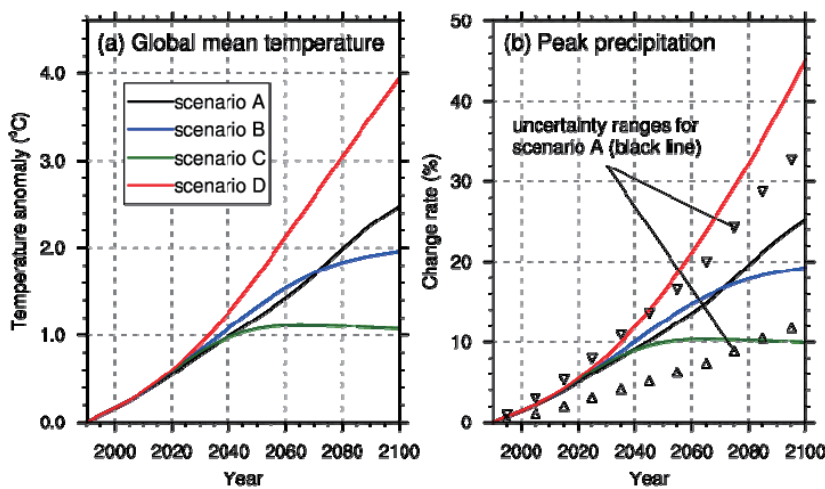 (a) Global mean temperature
Temperature anomaly (°C)
4.0
3.0
2.0
1.0
0.0
scenario A
scenario B
scenario C
scenario D
2000 2020 2040 2060 2080 2100
Year
(b) Peak precipitation
Change rate (%)
50
40
30
20
10
0
uncertainty ranges for
scenario A (black line)
2000 2020 2040 2060 2080 2100
Year